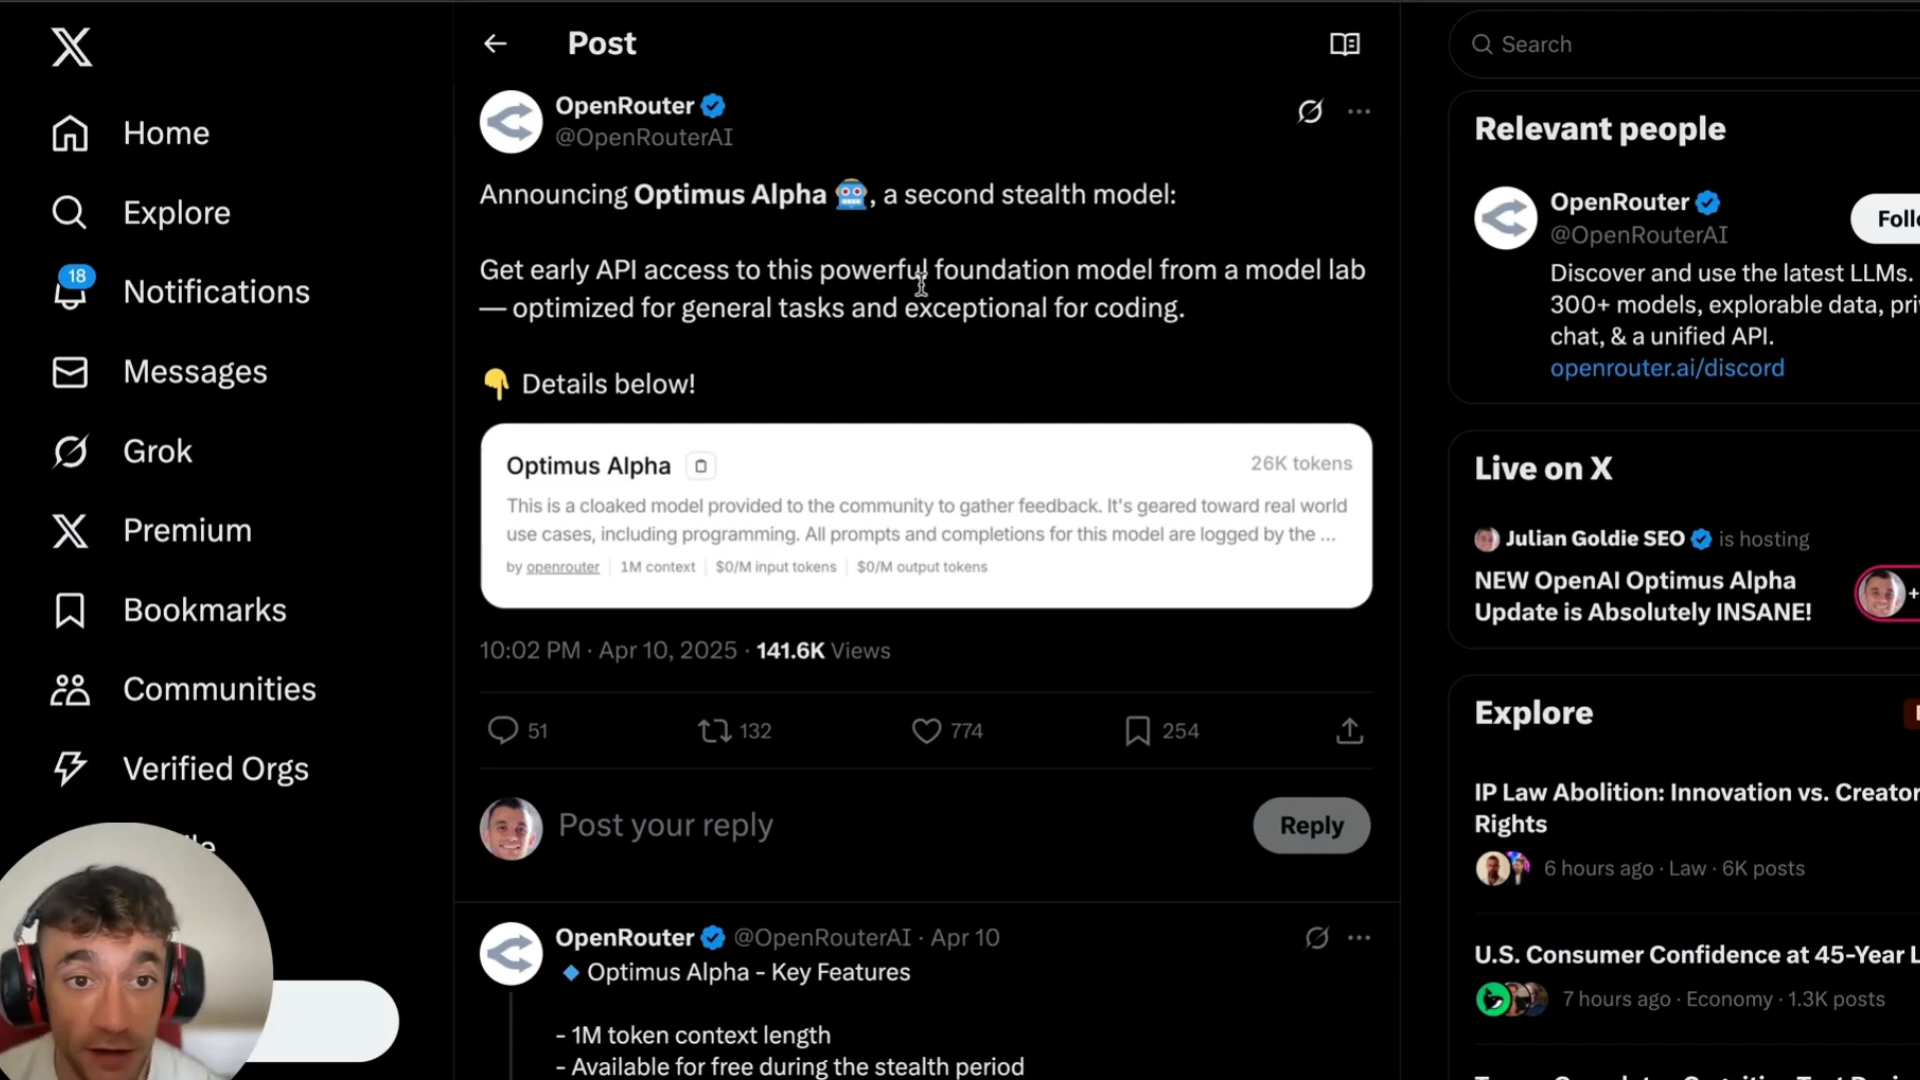 Home
Explore
18
Notifications
Messages
Grok
Premium
Bookmarks
Communities
Verified Orgs
Post
OpenRouter
@OpenRouterAI
Announcing Optimus Alpha 🤖, a second stealth model:
Get early API access to this powerful foundation model from a model lab
— optimized for general tasks and exceptional for coding.
👇 Details below!
Optimus Alpha
26K tokens
This is a cloaked model provided to the community to gather feedback. It's geared toward real world
use cases, including programming. All prompts and completions for this model are logged by the ...
by openrouter | 1M context | $0/M input tokens | $0/M output tokens
10:02 PM · Apr 10, 2025 · 141.6K Views
51 132 774 254
Post your reply
Reply
OpenRouter @OpenRouterAI · Apr 10
🔹 Optimus Alpha - Key Features
- 1M token context length
- Available for free during the stealth period
Search
Relevant people
OpenRouter
@OpenRouterAI
Discover and use the latest LLMs.
300+ models, explorable data,
chat, & a unified API.
openrouter.ai/discord
Live on X
Julian Goldie SEO is hosting
NEW OpenAI Optimus Alpha
Update is Absolutely INSANE!
Explore
IP Law Abolition: Innovation vs. Creator
Rights
6 hours ago · Law · 6K posts
U.S. Consumer Confidence at 45-Year
7 hours ago · Economy · 1.3K posts